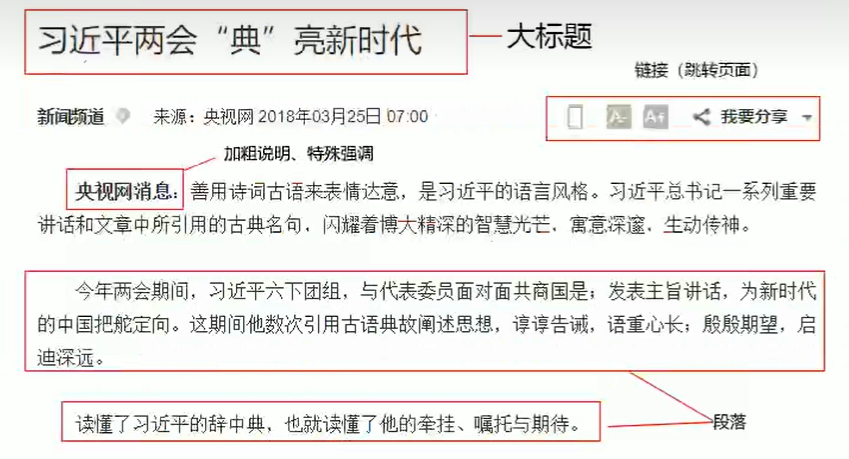 习近平两会“典”亮新时代
大标题
链接（跳转页面）
新闻频道 来源：央视网 2018年03月25日 07:00
A- A+ 我要分享
加粗说明、特殊强调
央视网消息：善用诗词古语来表情达意，是习近平的语言风格。习近平总书记一系列重要
讲话和文章中所引用的古典名句，闪耀着博大精深的智慧光芒，寓意深邃，生动传神。
今年两会期间，习近平六下团组，与代表委员面对面共商国是；发表主旨讲话，为新时代
的中国把舵定向。这期间他数次引用古语典故阐述思想，谆谆告诫，语重心长；殷殷期望，启
迪深远。
读懂了习近平的辞中典，也就读懂了他的牵挂、嘱托与期待。
段落